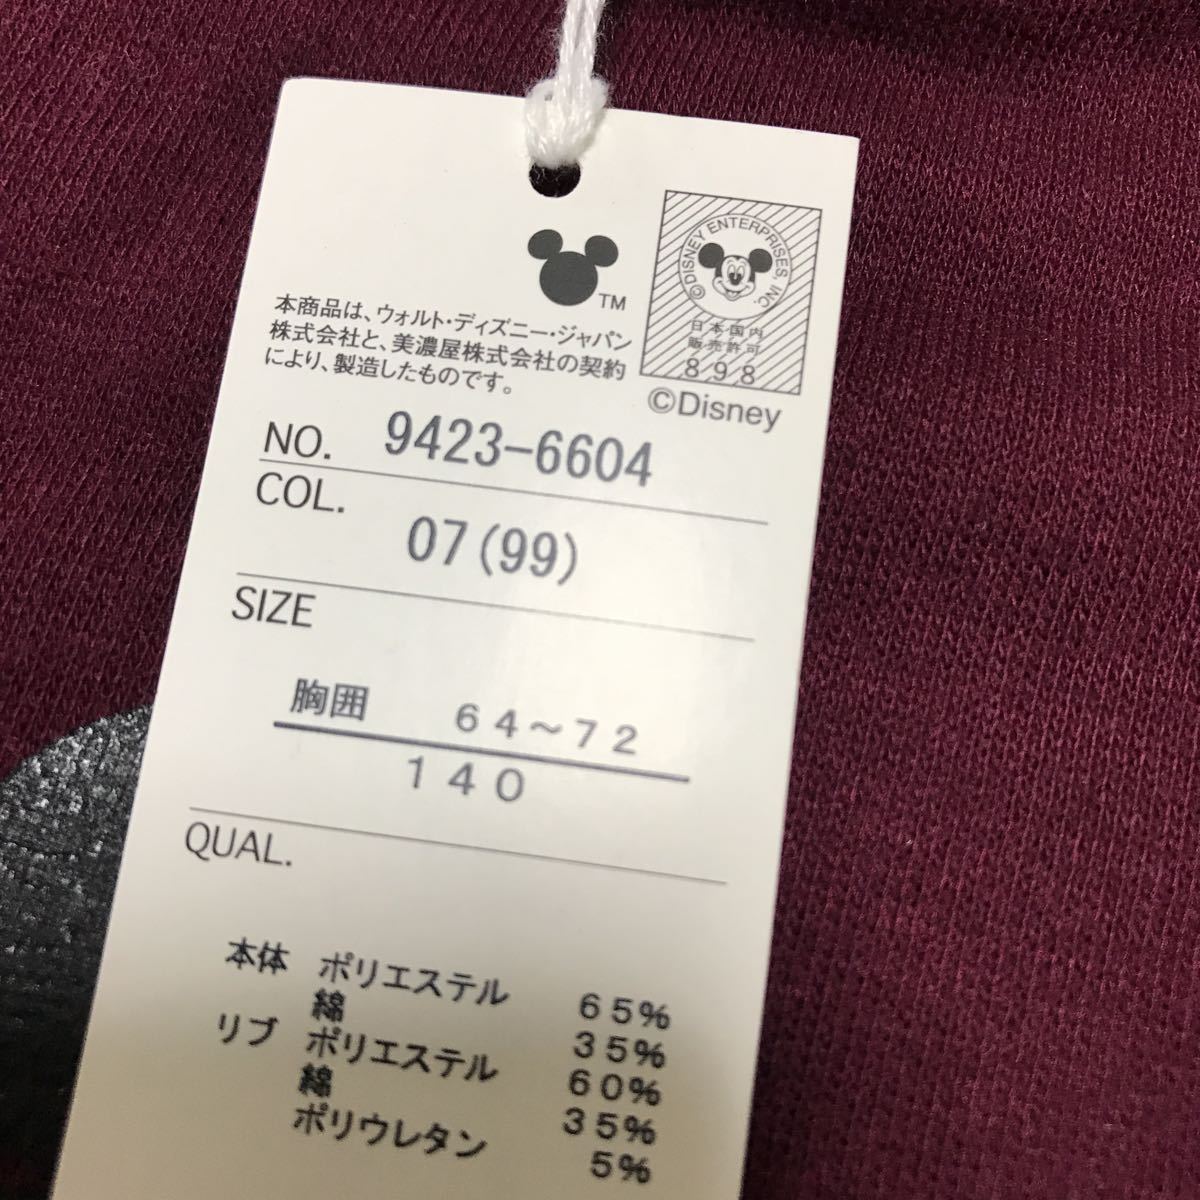 TM
©DISNEY ENTERPRISES, INC.
日本国内
販売許可
898
©Disney
本商品は、ウォルト・ディズニー・ジャパン
株式会社と、美濃屋株式会社の契約
により、製造したものです。
NO. 9423-6604
COL. 07(99)
SIZE
胸囲 64～72
140
QUAL.
本体 ポリエステル 65%
綿 35%
リブ ポリエステル 60%
綿 35%
ポリウレタン 5%